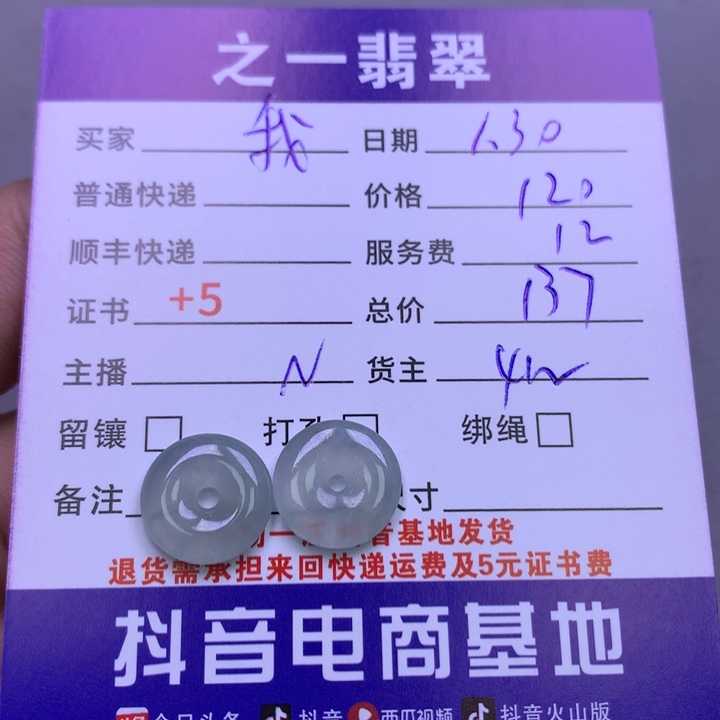 之一翡翠
买家 我 日期 1.30
普通快递 价格 120
顺丰快递 服务费 12
证书 +5 总价 137
主播 N 货主
留镶 打孔 绑绳
备注 尺寸
基地发货
退货需承担来回快递运费及5元证书费
抖音电商基地
今日头条 抖音 西瓜视频 抖音火山版